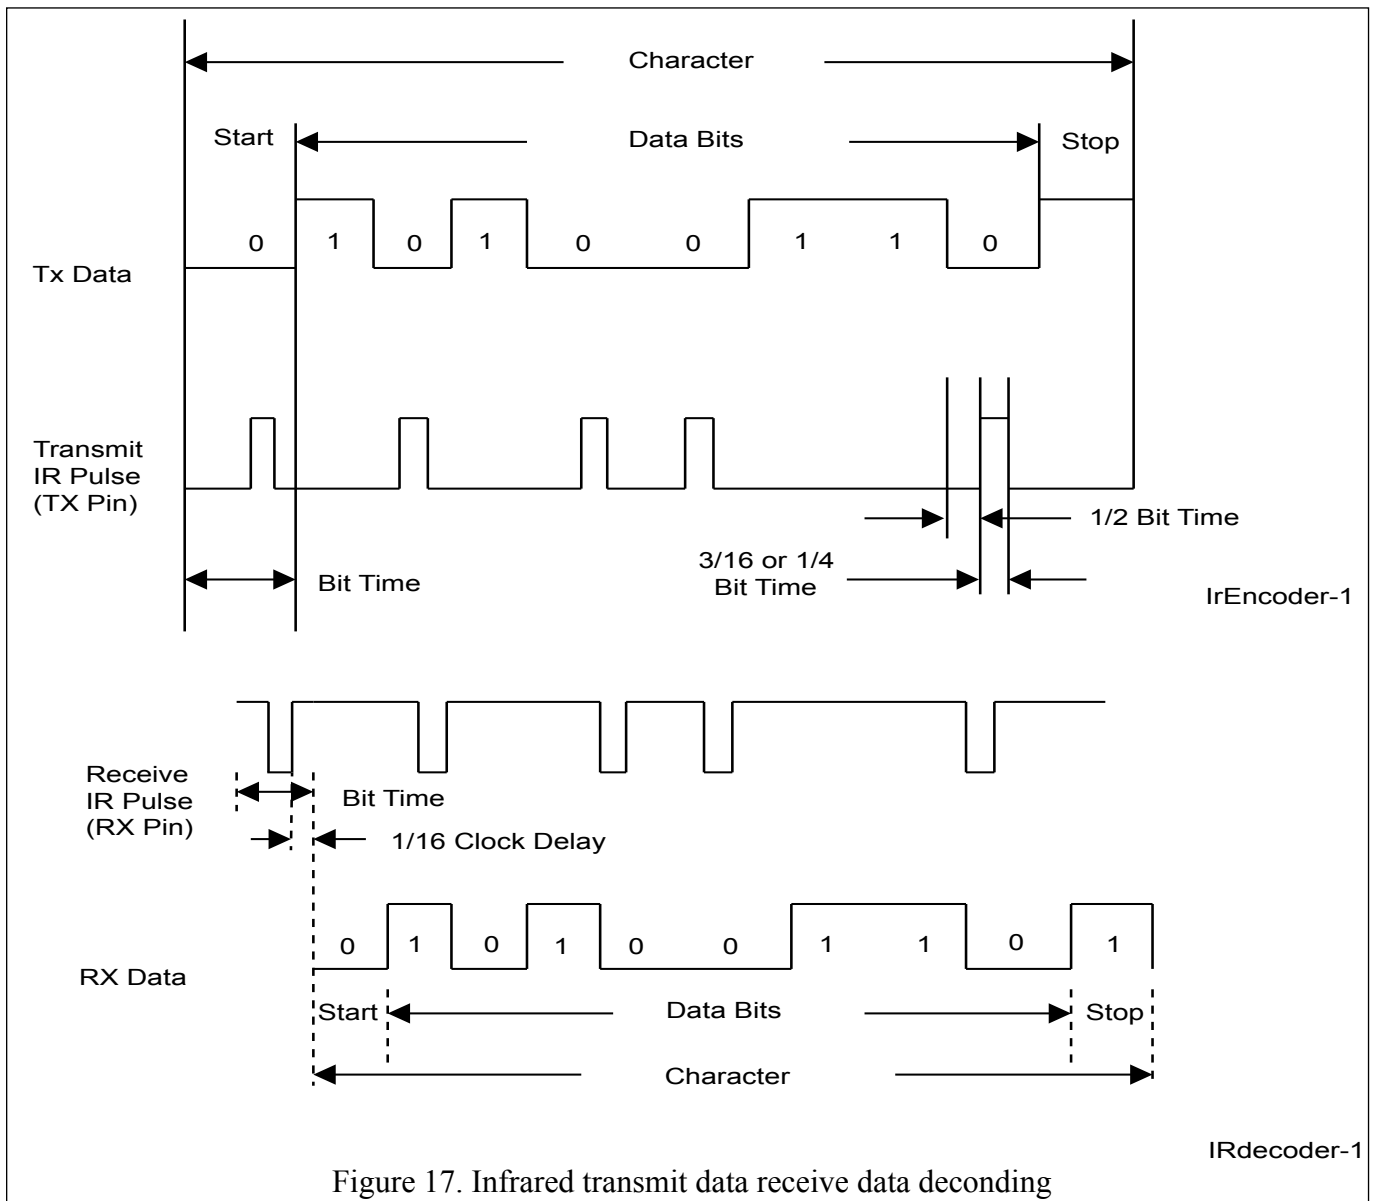 Character
Start Data Bits Stop
0 1 0 1 0 0 1 1 0
Tx Data
Transmit
IR Pulse
(TX Pin)
1/2 Bit Time
3/16 or 1/4
Bit Time
Bit Time
IrEncoder-1
Receive
IR Pulse
(RX Pin)
Bit Time
1/16 Clock Delay
0 1 0 1 0 0 1 1 0 1
RX Data
Start Data Bits Stop
Character
IRdecoder-1
Figure 17. Infrared transmit data receive data deconding